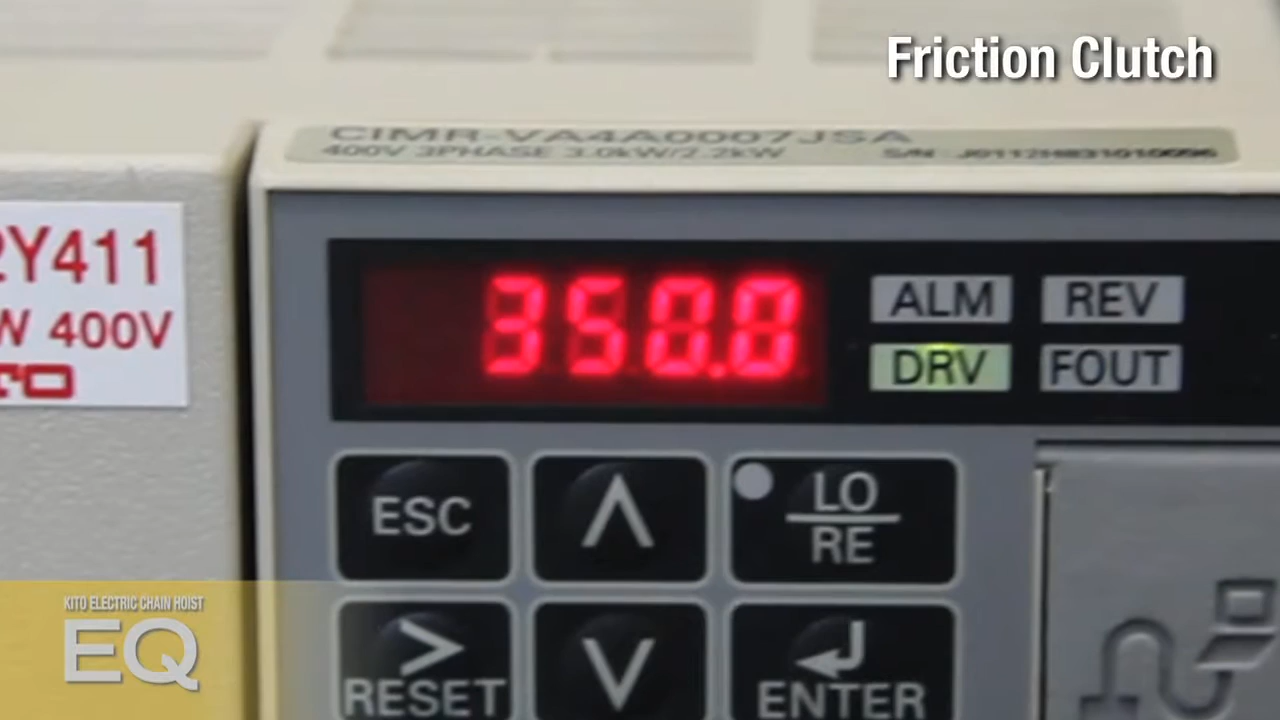 Friction Clutch
CIMR-VA4A0007JSA
400V 3PHASE 3.0kW/2.2kW S/N
2Y411
W 400V
350.0
ALM REV
DRV FOUT
ESC
LO
RE
RESET
ENTER
KITO ELECTRIC CHAIN HOIST
EQ